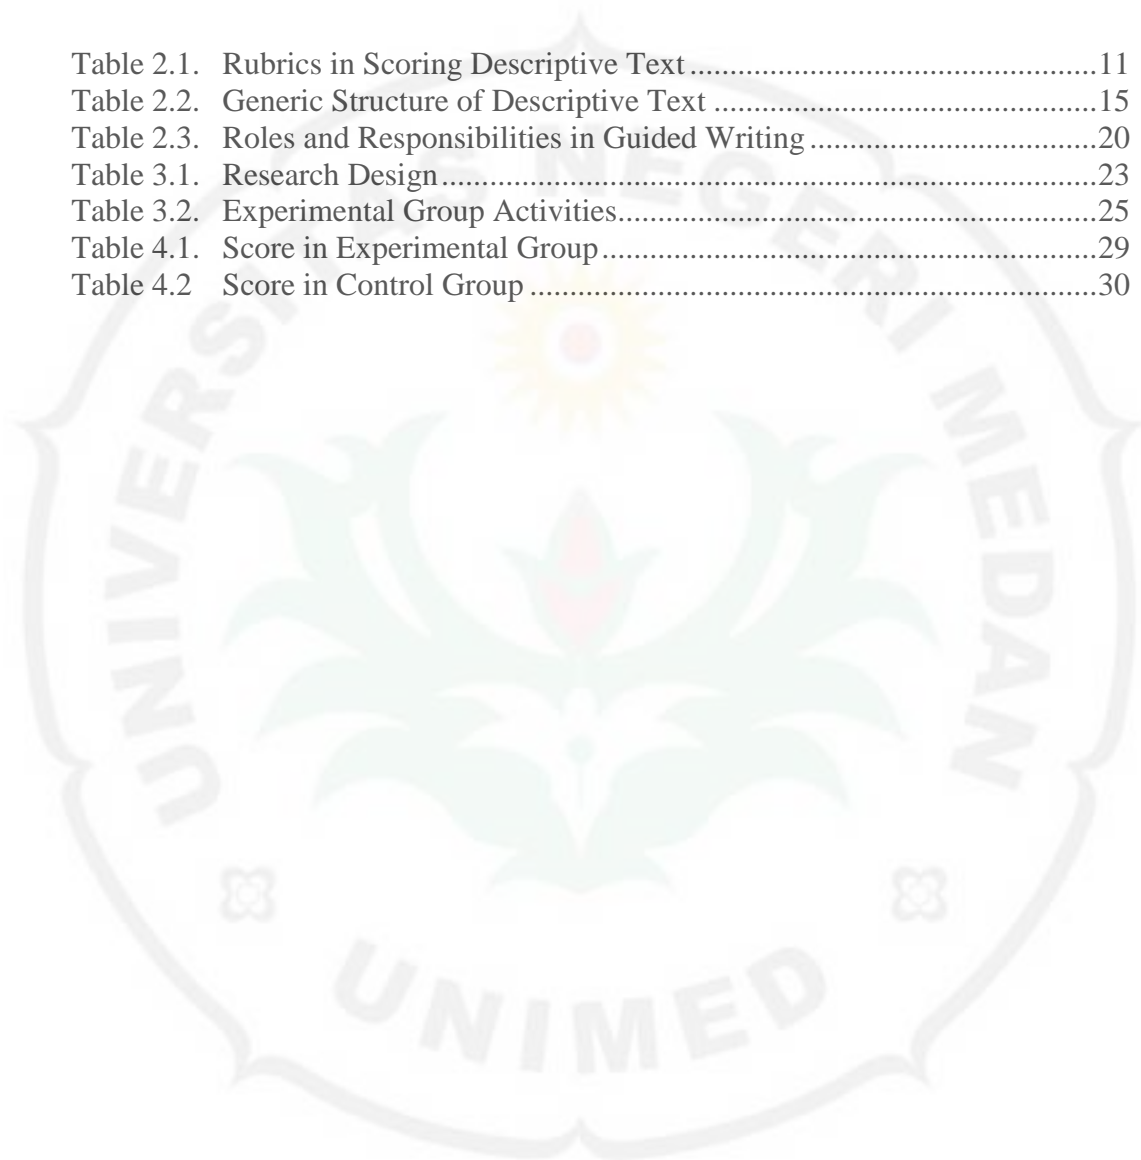 Table 2.1. Rubrics in Scoring Descriptive Text..................................................11
Table 2.2. Generic Structure of Descriptive Text ...............................................15
Table 2.3. Roles and Responsibilities in Guided Writing...................................20
Table 3.1. Research Design................................................................................23
Table 3.2. Experimental Group Activities...........................................................25
Table 4.1. Score in Experimental Group.............................................................29
Table 4.2 Score in Control Group ......................................................................30
UNIVERSITAS NEGERI MEDAN
UNIMED